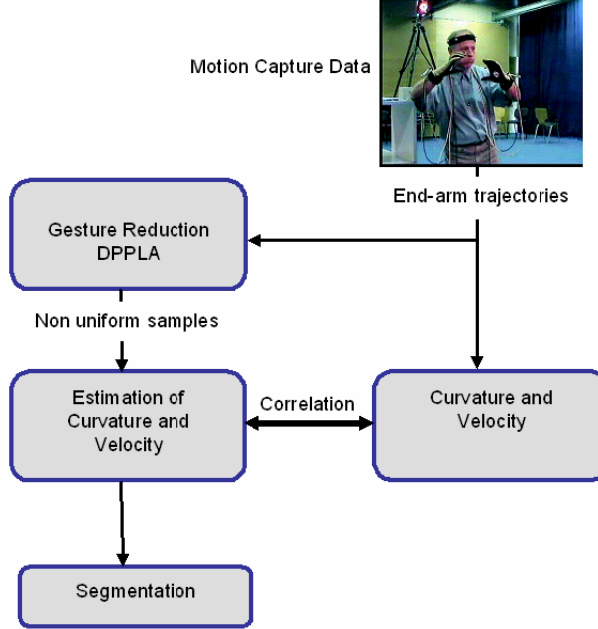 Motion Capture Data
End-arm trajectories
Gesture Reduction
DPPLA
Non uniform samples
Estimation of
Curvature and
Velocity
Correlation
Curvature and
Velocity
Segmentation